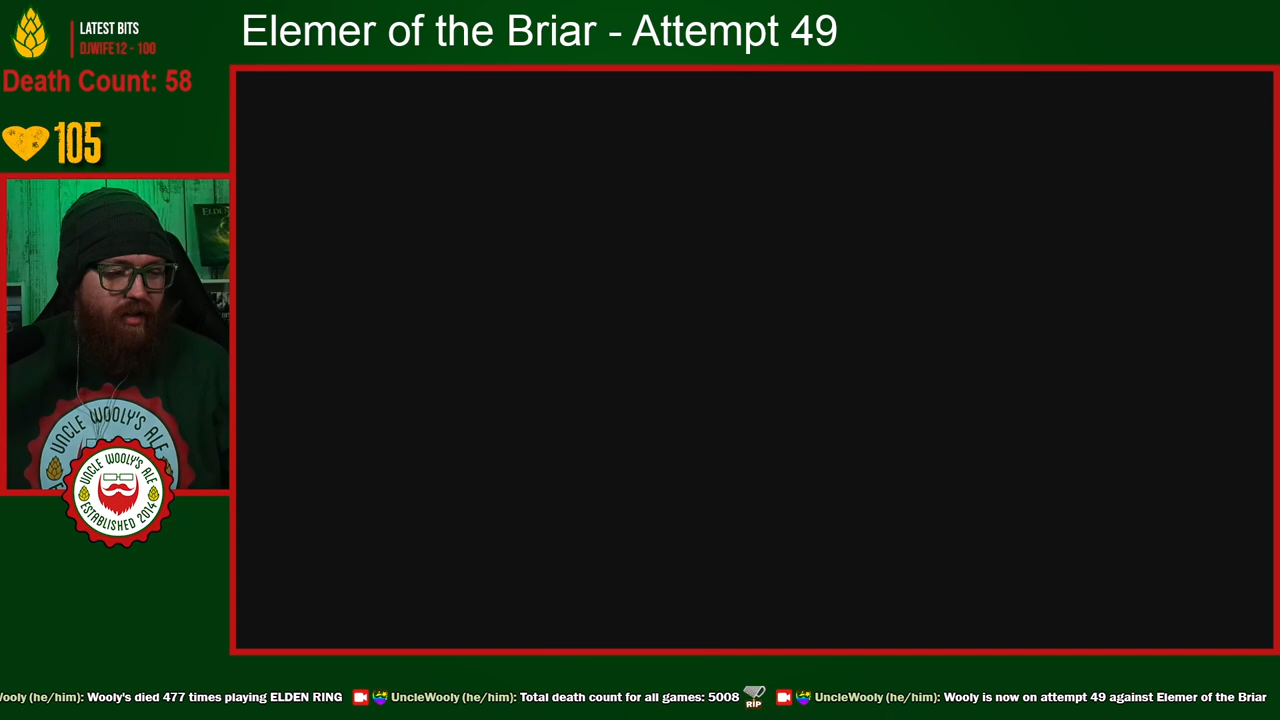 LATEST BITS
DJWIFE12 - 100
Elemer of the Briar - Attempt 49
Death Count: 58
105
ELDEN
UNCLE WOOLY'S ALE
UNCLE WOOLY'S ALE
ESTABLISHED 2014
Wooly (he/him): Wooly's died 477 times playing ELDEN RING UncleWooly (he/him): Total death count for all games: 5008 RIP UncleWooly (he/him): Wooly is now on attempt 49 against Elemer of the Briar